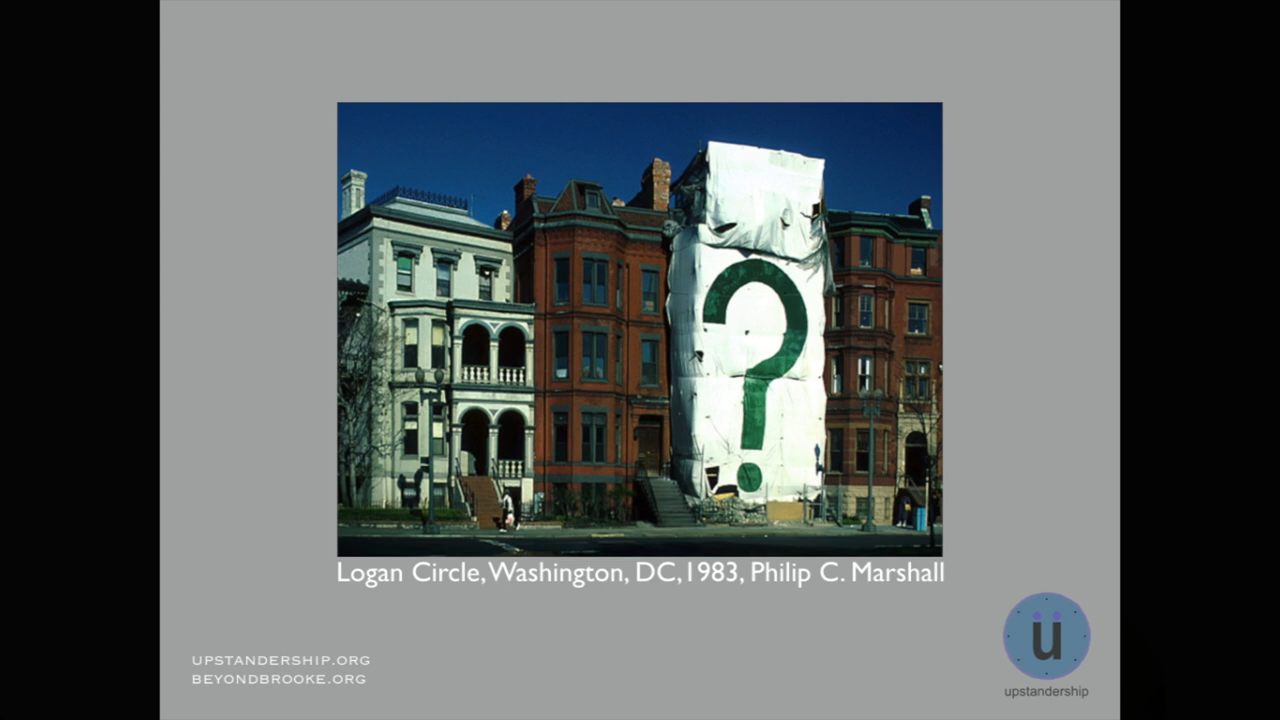 ?
Logan Circle, Washington, DC, 1983, Philip C. Marshall
UPSTANDERSHIP.ORG
BEYONDBROOKE.ORG
ü
upstandership